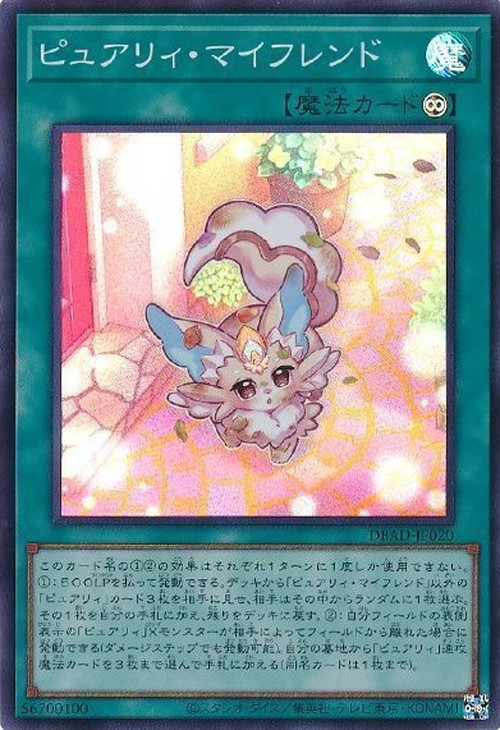 ピュアリィ・マイフレンド
魔
【魔法カード】
DBAD-JP020
このカード名の①②の効果はそれぞれ1ターンに1度しか使用できない。
①：500LPを払って発動できる。デッキから「ピュアリィ・マイフレンド」以外の
「ピュアリィ」カード3枚を相手に見せ、相手はその中からランダムに1枚選ぶ。
その1枚を自分の手札に加え、残りをデッキに戻す。②：自分フィールドの表側
表示の「ピュアリィ」Xモンスターが相手によってフィールドから離れた場合に
発動できる(ダメージステップでも発動可能)。自分の墓地から「ピュアリィ」速攻
魔法カードを3枚まで選んで手札に加える(同名カードは1枚まで)。
56700100
©スタジオ・ダイス／集英社・テレビ東京・KONAMI